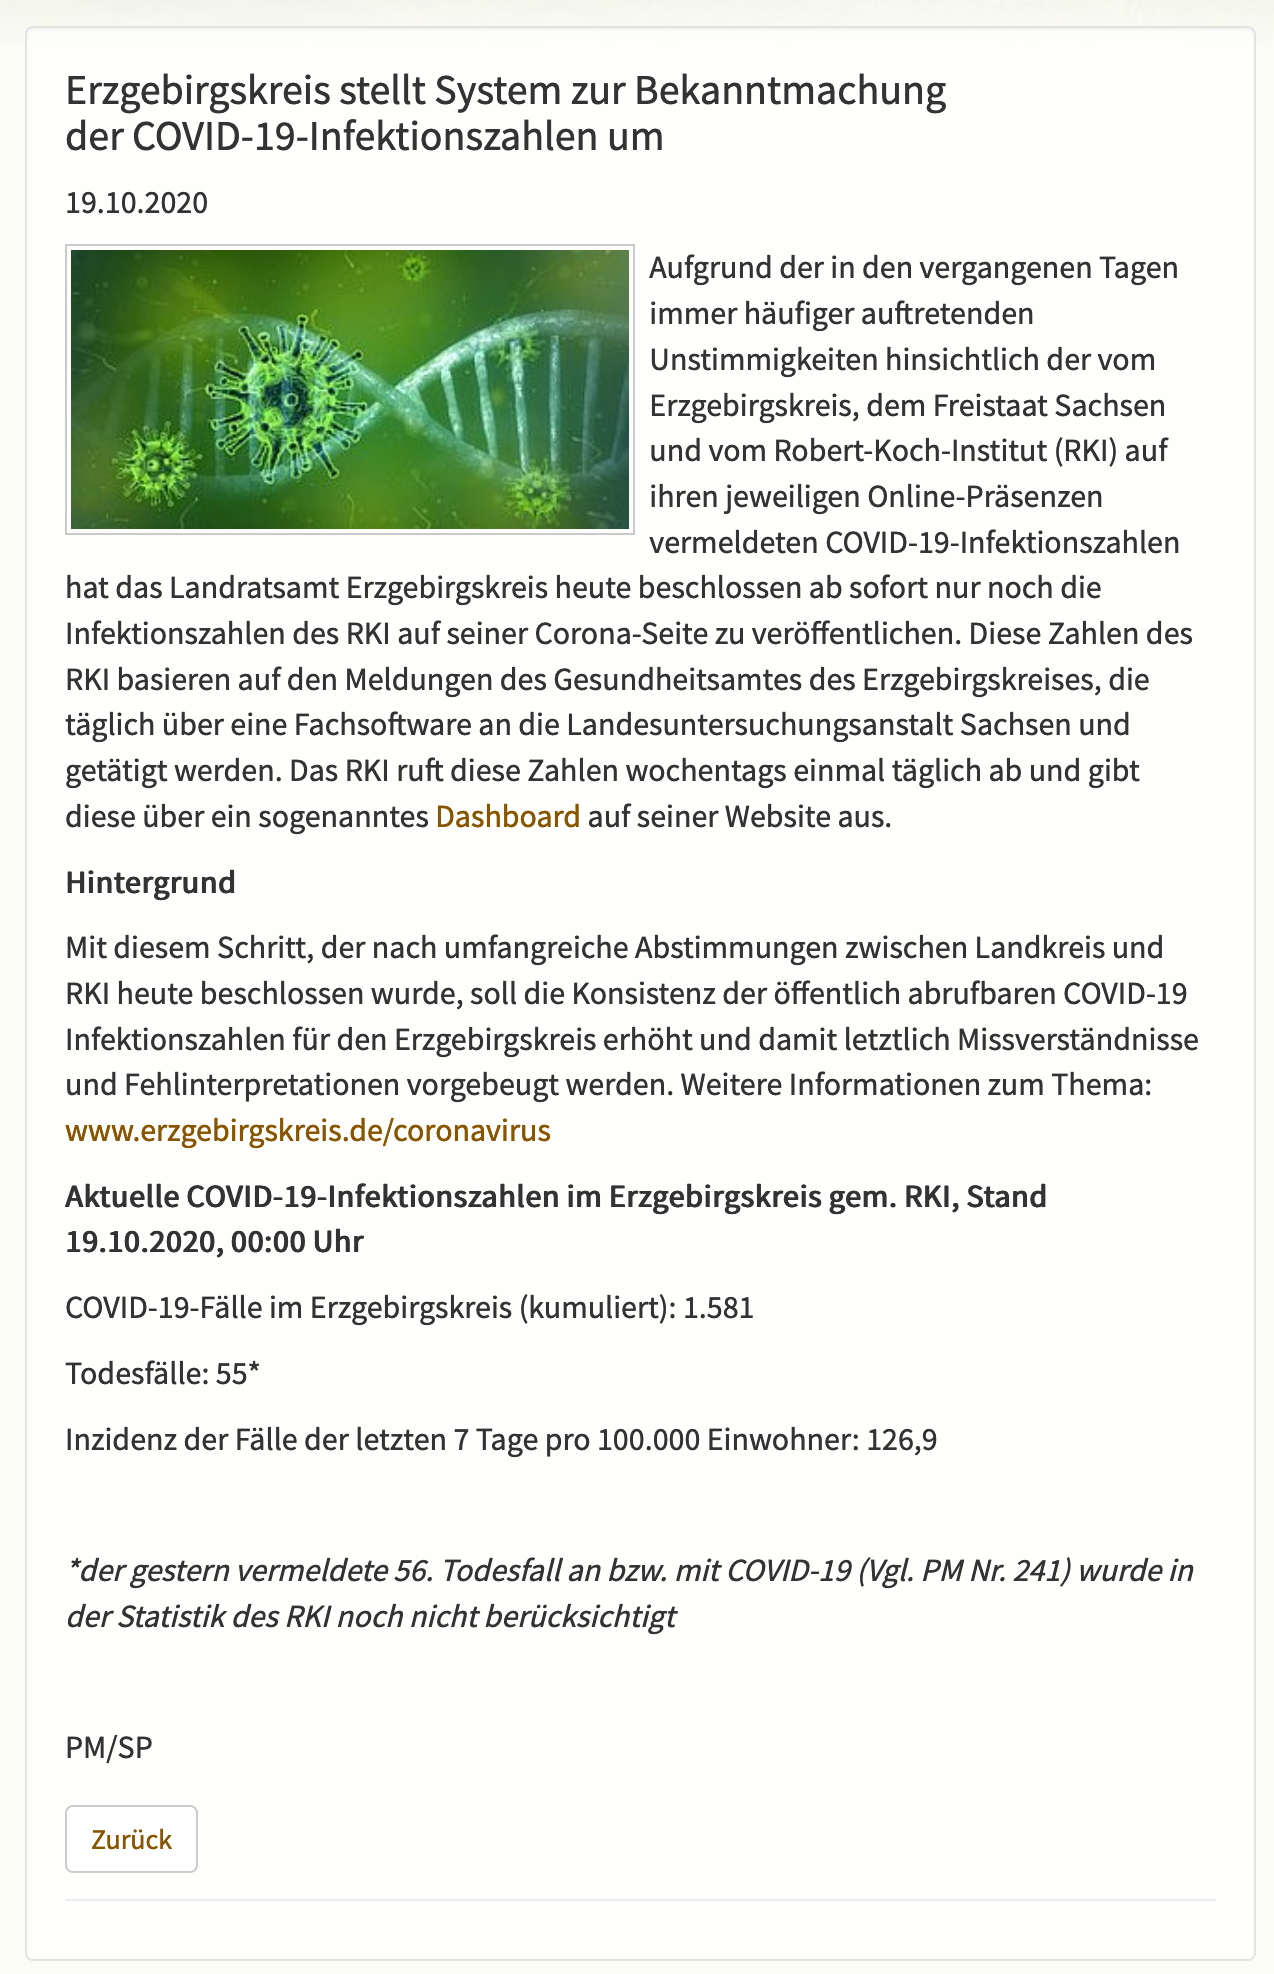 Erzgebirgskreis stellt System zur Bekanntmachung
der COVID-19-Infektionszahlen um
19.10.2020
Aufgrund der in den vergangenen Tagen
immer häufiger auftretenden
Unstimmigkeiten hinsichtlich der vom
Erzgebirgskreis, dem Freistaat Sachsen
und vom Robert-Koch-Institut (RKI) auf
ihren jeweiligen Online-Präsenzen
vermeldeten COVID-19-Infektionszahlen
hat das Landratsamt Erzgebirgskreis heute beschlossen ab sofort nur noch die
Infektionszahlen des RKI auf seiner Corona-Seite zu veröffentlichen. Diese Zahlen des
RKI basieren auf den Meldungen des Gesundheitsamtes des Erzgebirgskreises, die
täglich über eine Fachsoftware an die Landesuntersuchungsanstalt Sachsen und
getätigt werden. Das RKI ruft diese Zahlen wochentags einmal täglich ab und gibt
diese über ein sogenanntes Dashboard auf seiner Website aus.
Hintergrund
Mit diesem Schritt, der nach umfangreiche Abstimmungen zwischen Landkreis und
RKI heute beschlossen wurde, soll die Konsistenz der öffentlich abrufbaren COVID-19
Infektionszahlen für den Erzgebirgskreis erhöht und damit letztlich Missverständnisse
und Fehlinterpretationen vorgebeugt werden. Weitere Informationen zum Thema:
www.erzgebirgskreis.de/coronavirus
Aktuelle COVID-19-Infektionszahlen im Erzgebirgskreis gem. RKI, Stand
19.10.2020, 00:00 Uhr
COVID-19-Fälle im Erzgebirgskreis (kumuliert): 1.581
Todesfälle: 55*
Inzidenz der Fälle der letzten 7 Tage pro 100.000 Einwohner: 126,9
*der gestern vermeldete 56. Todesfall an bzw. mit COVID-19 (Vgl. PM Nr. 241) wurde in
der Statistik des RKI noch nicht berücksichtigt
PM/SP
Zurück